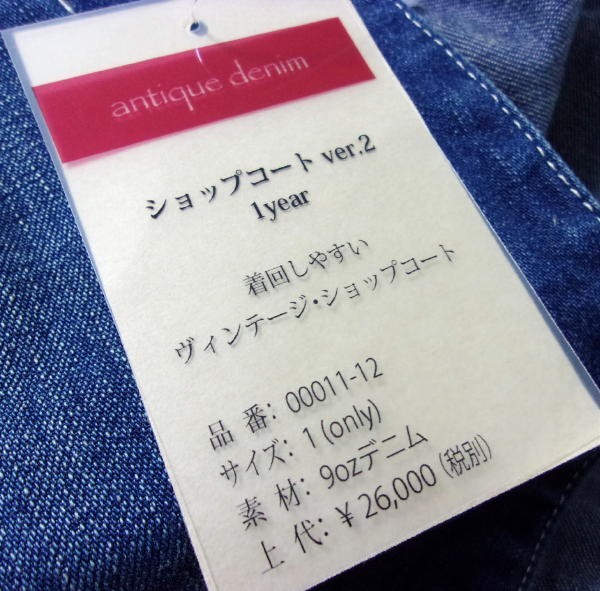 antique denim
ショップコート ver.2
1year
着回しやすい
ヴィンテージ・ショップコート
品 番: 00011-12
サイズ: 1 (only)
素 材: 9ozデニム
上 代: ¥ 26,000 (税別)